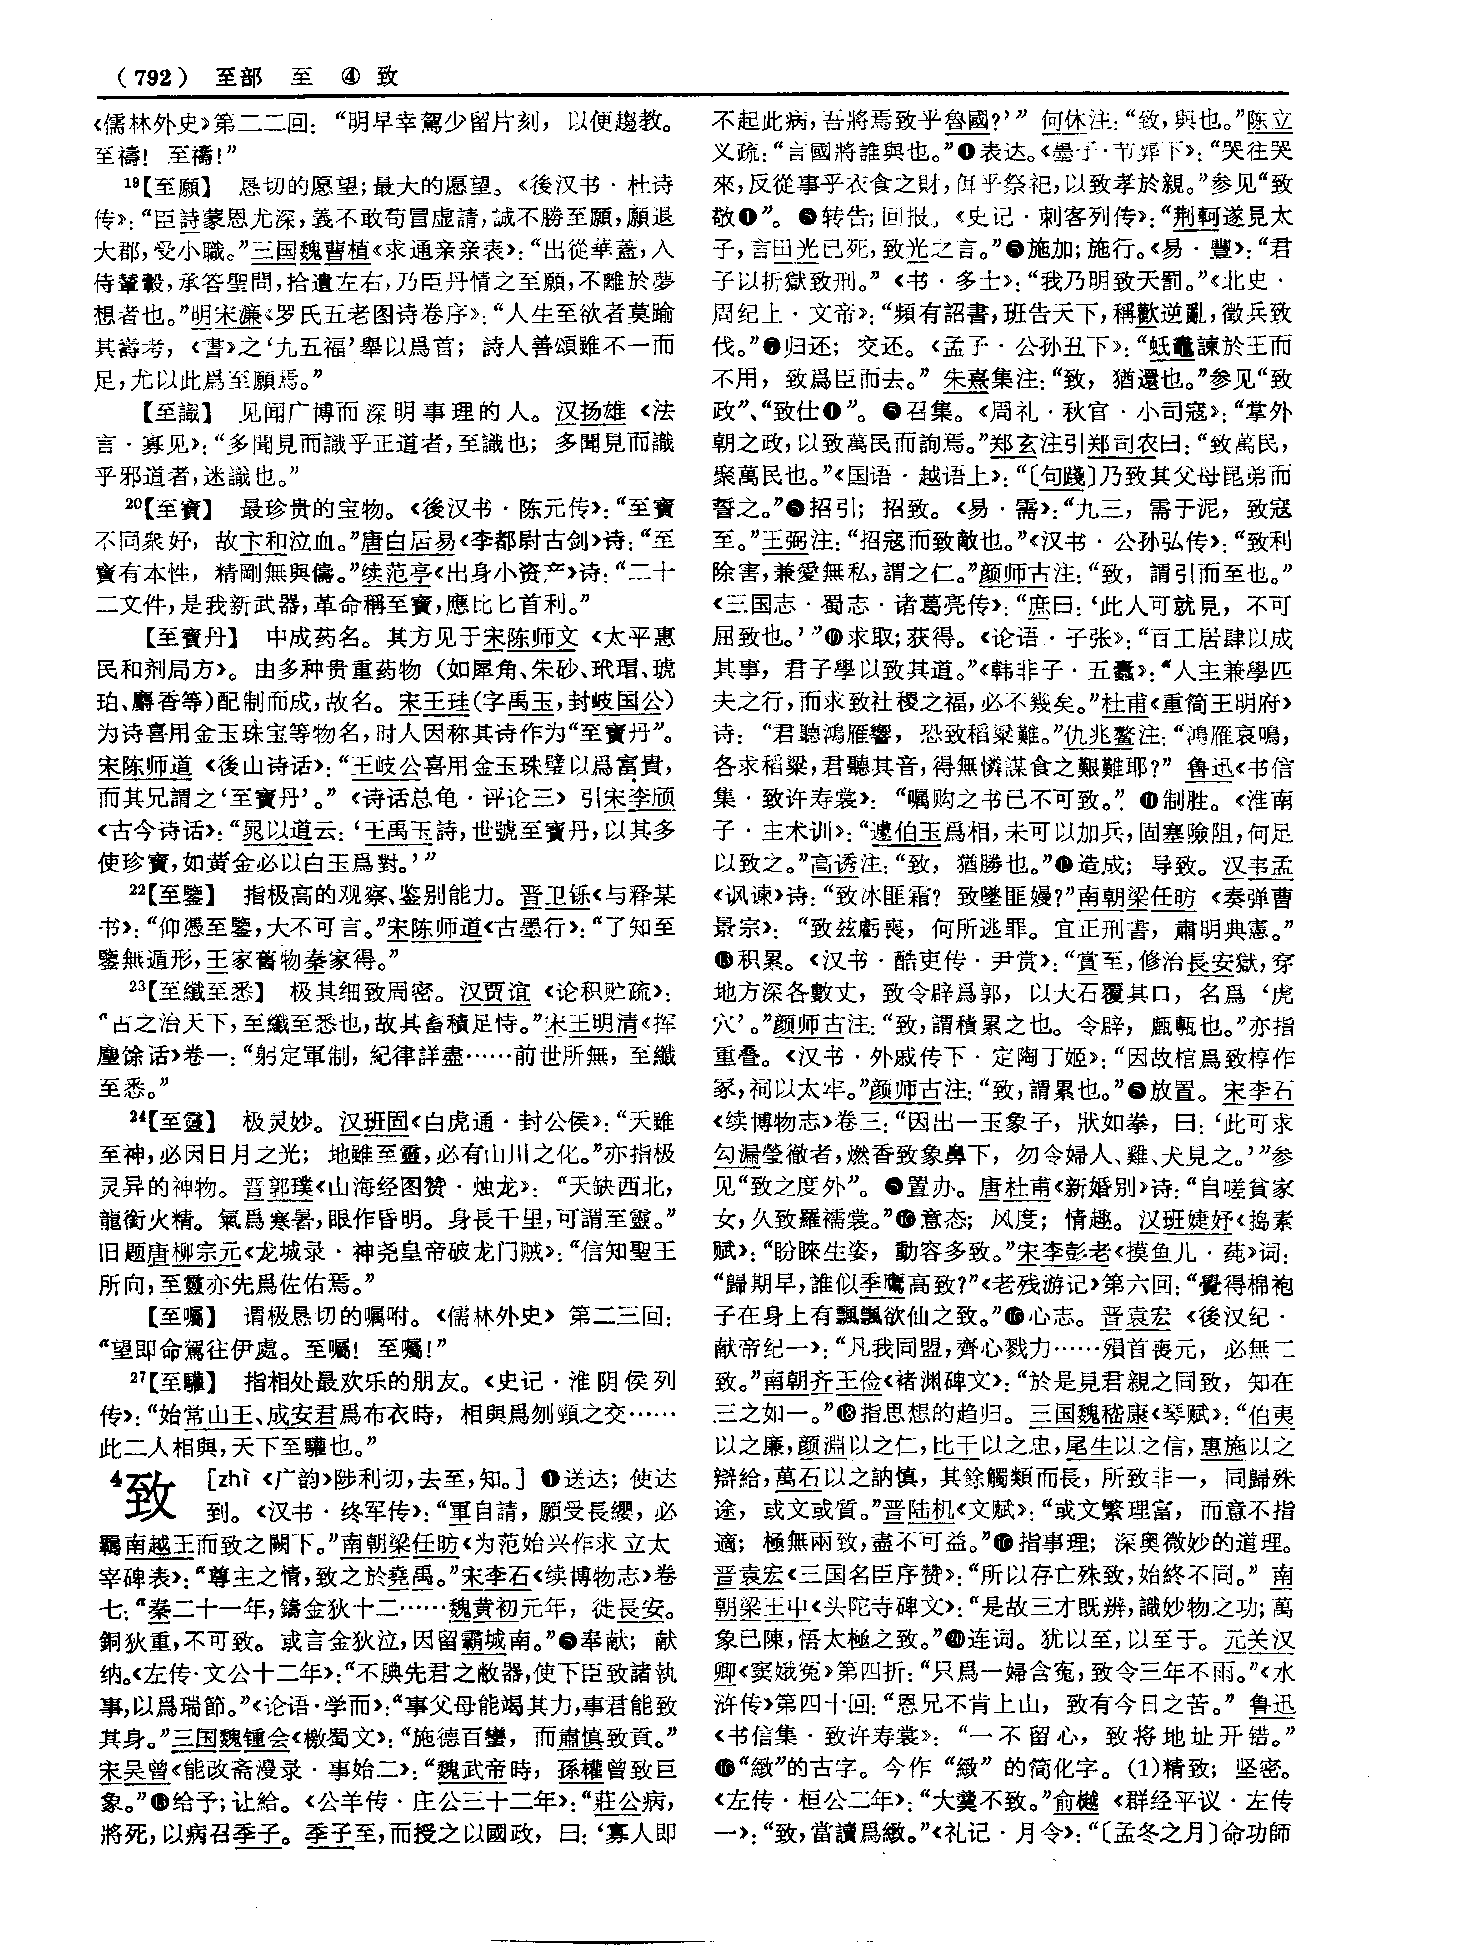 （792） 至部 至 ④ 致
《儒林外史》第二二回：“明早幸駕少留片刻，以便趨教。
至禱！至禱！”
¹⁹【至願】 恳切的愿望；最大的愿望。《後汉书·杜诗
传》：“臣詩蒙恩尤深，義不敢苟冒虚請，誠不勝至願，願退
大郡，受小職。”三国魏曹植《求通亲亲表》：“出從華蓋，入
侍輦轂，承答聖問，拾遺左右，乃臣丹情之至願，不離於夢
想者也。”明宋濂《罗氏五老图诗卷序》：“人生至欲者莫踰
其壽考，《書》之‘九五福’舉以爲首；詩人善頌雖不一而
足，尤以此爲至願焉。”
【至識】 见闻广博而深明事理的人。汉扬雄《法
言·寡见》：“多聞見而識乎正道者，至識也；多聞見而識
乎邪道者，迷識也。”
²⁰【至寶】 最珍贵的宝物。《後汉书·陈元传》：“至寶
不同衆好，故卞和泣血。”唐白居易《李都尉古剑》诗：“至
寶有本性，精剛無與儔。”续范亭《出身小资产》诗：“二十
二文件，是我新武器，革命稱至寶，應比匕首利。”
【至寶丹】 中成药名。其方见于宋陈师文《太平惠
民和剂局方》。由多种贵重药物（如犀角、朱砂、玳瑁、琥
珀、麝香等）配制而成，故名。宋王珪（字禹玉，封岐国公）
为诗喜用金玉珠宝等物名，时人因称其诗作为“至寶丹”。
宋陈师道《後山诗话》：“王岐公喜用金玉珠璧以爲富貴，
而其兄謂之‘至寶丹’。”《诗话总龟·评论三》引宋李颀
《古今诗话》：“晁以道云：‘王禹玉詩，世號至寶丹，以其多
使珍寶，如黄金必以白玉爲對。’”
²²【至鑒】 指极高的观察、鉴别能力。晋卫铄《与释某
书》：“仰憑至鑒，大不可言。”宋陈师道《古墨行》：“了知至
鑒無遁形，王家舊物秦家得。”
²³【至纖至悉】 极其细致周密。汉贾谊《论积贮疏》：
“古之治天下，至纖至悉也，故其畜積足恃。”宋王明清《挥
麈馀话》卷一：“躬定軍制，紀律詳盡……前世所無，至纖
至悉。”
²⁴【至靈】 极灵妙。汉班固《白虎通·封公侯》：“天雖
至神，必因日月之光；地雖至靈，必有山川之化。”亦指极
灵异的神物。晋郭璞《山海经图赞·烛龙》：“天缺西北，
龍銜火精。氣爲寒暑，眼作昏明。身長千里，可謂至靈。”
旧题唐柳宗元《龙城录·神尧皇帝破龙门贼》：“信知聖王
所向，至靈亦先爲佐佑焉。”
【至囑】 谓极恳切的嘱咐。《儒林外史》第二三回：
“望即命駕往伊處。至囑！至囑！”
²⁷【至驩】 指相处最欢乐的朋友。《史记·淮阴侯列
传》：“始常山王、成安君爲布衣時，相與爲刎頸之交……
此二人相與，天下至驩也。”
⁴致 ［zhì《广韵》陟利切，去至，知。］ ❶送达；使达
到。《汉书·终军传》：“軍自請，願受長纓，必
羈南越王而致之闕下。”南朝梁任昉《为范始兴作求立太
宰碑表》：“尊主之情，致之於堯禹。”宋李石《续博物志》卷
七：“秦二十一年，鑄金狄十二……魏黄初元年，徙長安。
銅狄重，不可致。或言金狄泣，因留霸城南。”❷奉献；献
纳。《左传·文公十二年》：“不腆先君之敝器，使下臣致諸執
事，以爲瑞節。”《论语·学而》：“事父母能竭其力，事君能致
其身。”三国魏锺会《檄蜀文》：“施德百蠻，而肅慎致貢。”
宋吴曾《能改斋漫录·事始二》：“魏武帝時，孫權曾致巨
象。”❸给予；让给。《公羊传·庄公三十二年》：“莊公病，
將死，以病召季子。季子至，而授之以國政，曰：‘寡人即
不起此病，吾將焉致乎魯國？’”何休注：“致，與也。”陈立
义疏：“言國將誰與也。”❹表达。《墨子·节葬下》：“哭往哭
來，反從事乎衣食之財，佴乎祭祀，以致孝於親。”参见“致
敬❶”。❺转告；回报。《史记·刺客列传》：“荆軻遂見太
子，言田光已死，致光之言。”❻施加；施行。《易·豐》：“君
子以折獄致刑。”《书·多士》：“我乃明致天罰。”《北史·
周纪上·文帝》：“頻有詔書，班告天下，稱歡逆亂，徵兵致
伐。”❼归还；交还。《孟子·公孙丑下》：“蚳鼃諫於王而
不用，致爲臣而去。”朱熹集注：“致，猶還也。”参见“致
政”、“致仕❶”。❽召集。《周礼·秋官·小司寇》：“掌外
朝之政，以致萬民而詢焉。”郑玄注引郑司农曰：“致萬民，
聚萬民也。”《国语·越语上》：“〔句踐〕乃致其父母昆弟而
誓之。”❾招引；招致。《易·需》：“九三，需于泥，致寇
至。”王弼注：“招寇而致敵也。”《汉书·公孙弘传》：“致利
除害，兼愛無私，謂之仁。”颜师古注：“致，謂引而至也。”
《三国志·蜀志·诸葛亮传》：“庶曰：‘此人可就見，不可
屈致也。’”❿求取；获得。《论语·子张》：“百工居肆以成
其事，君子學以致其道。”《韩非子·五蠹》：“人主兼學匹
夫之行，而求致社稷之福，必不幾矣。”杜甫《重简王明府》
诗：“君聽鴻雁響，恐致稻粱難。”仇兆鳌注：“鴻雁哀鳴，
各求稻粱，君聽其音，得無憐謀食之艱難耶？”鲁迅《书信
集·致许寿裳》：“嘱购之书已不可致。”⓫制胜。《淮南
子·主术训》：“遽伯玉爲相，未可以加兵，固塞險阻，何足
以致之。”高诱注：“致，猶勝也。”⓬造成；导致。汉韦孟
《讽谏》诗：“致冰匪霜？致墜匪嫚？”南朝梁任昉《奏弹曹
景宗》：“致兹虧喪，何所逃罪。宜正刑書，肅明典憲。”
⓭积累。《汉书·酷吏传·尹赏》：“賞至，修治長安獄，穿
地方深各數丈，致令辟爲郭，以大石覆其口，名爲‘虎
穴’。”颜师古注：“致，謂積累之也。令辟，甋甎也。”亦指
重叠。《汉书·外戚传下·定陶丁姬》：“因故棺爲致椁作
冢，祠以太牢。”颜师古注：“致，謂累也。”⓮放置。宋李石
《续博物志》卷三：“因出一玉象子，狀如拳，曰：‘此可求
勾漏瑩徹者，燃香致象鼻下，勿令婦人、雞、犬見之。’”参
见“致之度外”。⓯置办。唐杜甫《新婚别》诗：“自嗟貧家
女，久致羅襦裳。”⓰意态；风度；情趣。汉班婕妤《捣素
赋》：“盼睞生姿，動容多致。”宋李彭老《摸鱼儿·莼》词：
“歸期早，誰似季鷹高致？”《老残游记》第六回：“覺得棉袍
子在身上有飄飄欲仙之致。”⓱心志。晋袁宏《後汉纪·
献帝纪一》：“凡我同盟，齊心戮力……殞首喪元，必無二
致。”南朝齐王俭《褚渊碑文》：“於是見君親之同致，知在
三之如一。”⓲指思想的趋归。三国魏嵇康《琴赋》：“伯夷
以之廉，颜淵以之仁，比干以之忠，尾生以之信，惠施以之
辯給，萬石以之訥慎，其餘觸類而長，所致非一，同歸殊
途，或文或質。”晋陆机《文赋》：“或文繁理富，而意不指
適；極無兩致，盡不可益。”⓳指事理；深奥微妙的道理。
晋袁宏《三国名臣序赞》：“所以存亡殊致，始終不同。”南
朝梁王屮《头陀寺碑文》：“是故三才既辨，識妙物之功；萬
象已陳，悟太極之致。”⓴连词。犹以至，以至于。元关汉
卿《窦娥冤》第四折：“只爲一婦含寃，致令三年不雨。”《水
浒传》第四十回：“恩兄不肯上山，致有今日之苦。”鲁迅
《书信集·致许寿裳》：“一不留心，致将地址开错。”
“緻”的古字。今作“緻”的简化字。（1）精致；坚密。
《左传·桓公二年》：“大羹不致。”俞樾《群经平议·左传
一》：“致，當讀爲緻。”《礼记·月令》：“〔孟冬之月〕命功師